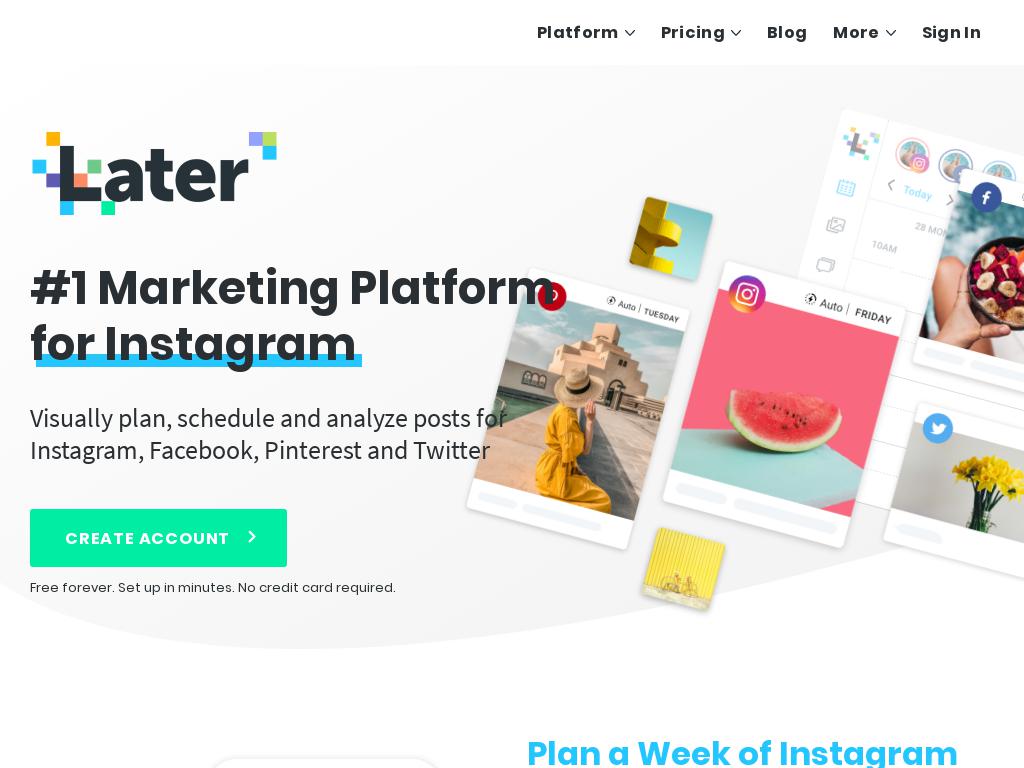 Platform
Pricing
Blog
More
Sign In
Later
#1 Marketing Platform
for Instagram
Visually plan, schedule and analyze posts for
Instagram, Facebook, Pinterest and Twitter
CREATE ACCOUNT
Free forever. Set up in minutes. No credit card required.
Auto | TUESDAY
Auto | FRIDAY
Today
28 MON
10AM
Plan a Week of Instagram